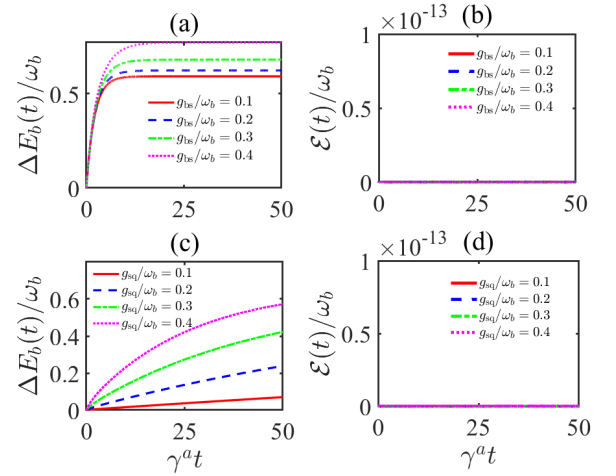 (a)
ΔE_b(t)/ω_b
0.5
0
0
25
50
g_bs/ω_b = 0.1
g_bs/ω_b = 0.2
g_bs/ω_b = 0.3
g_bs/ω_b = 0.4
(b)
×10^-13
ℰ(t)/ω_b
1
0.5
0
0
25
50
g_bs/ω_b = 0.1
g_bs/ω_b = 0.2
g_bs/ω_b = 0.3
g_bs/ω_b = 0.4
(c)
ΔE_b(t)/ω_b
0.6
0.4
0.2
0
0
25
50
γ^a t
g_sq/ω_b = 0.1
g_sq/ω_b = 0.2
g_sq/ω_b = 0.3
g_sq/ω_b = 0.4
(d)
×10^-13
ℰ(t)/ω_b
1
0.5
0
0
25
50
γ^a t
g_sq/ω_b = 0.1
g_sq/ω_b = 0.2
g_sq/ω_b = 0.3
g_sq/ω_b = 0.4